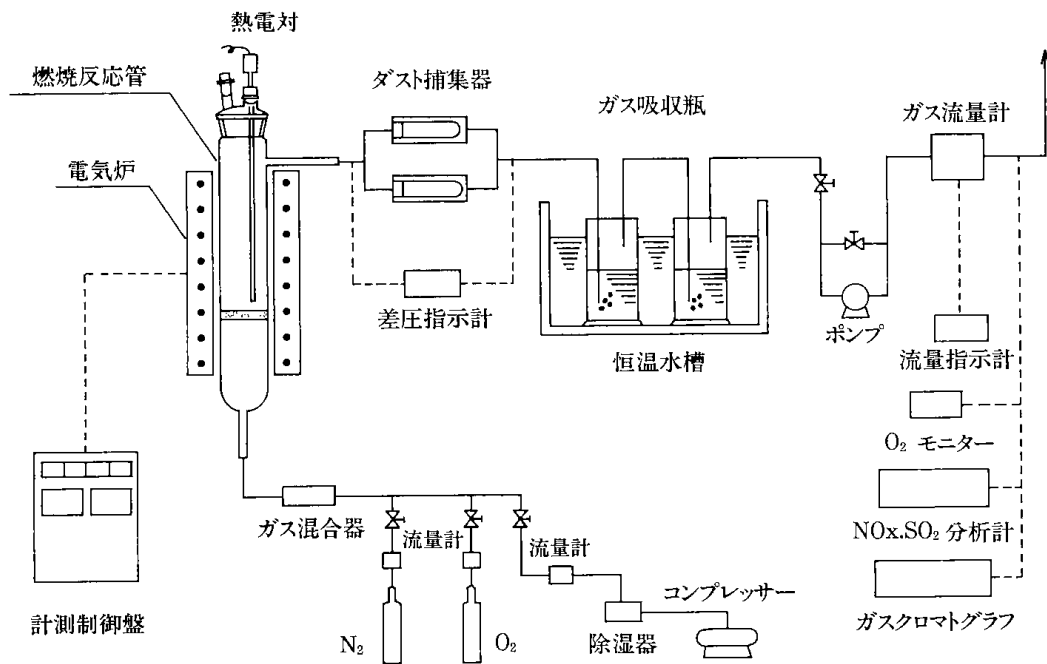 熱電対
燃焼反応管
ダスト捕集器
ガス吸収瓶
ガス流量計
電気炉
差圧指示計
ポンプ
恒温水槽
流量指示計
O₂ モニター
ガス混合器
流量計
流量計
NOx.SO₂ 分析計
コンプレッサー
ガスクロマトグラフ
計測制御盤
N₂
O₂
除湿器